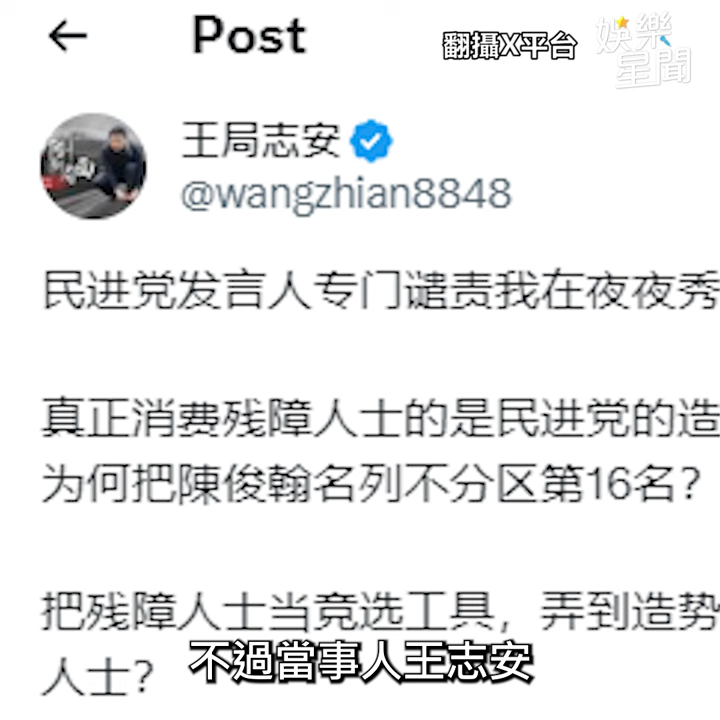 Post
翻攝X平台
娛樂
星聞
王局志安
@wangzhian8848
民进党发言人专门谴责我在夜夜秀
真正消费残障人士的是民进党的造
为何把陳俊翰名列不分区第16名？
把残障人士当竞选工具，弄到造势
人士？
不過當事人王志安